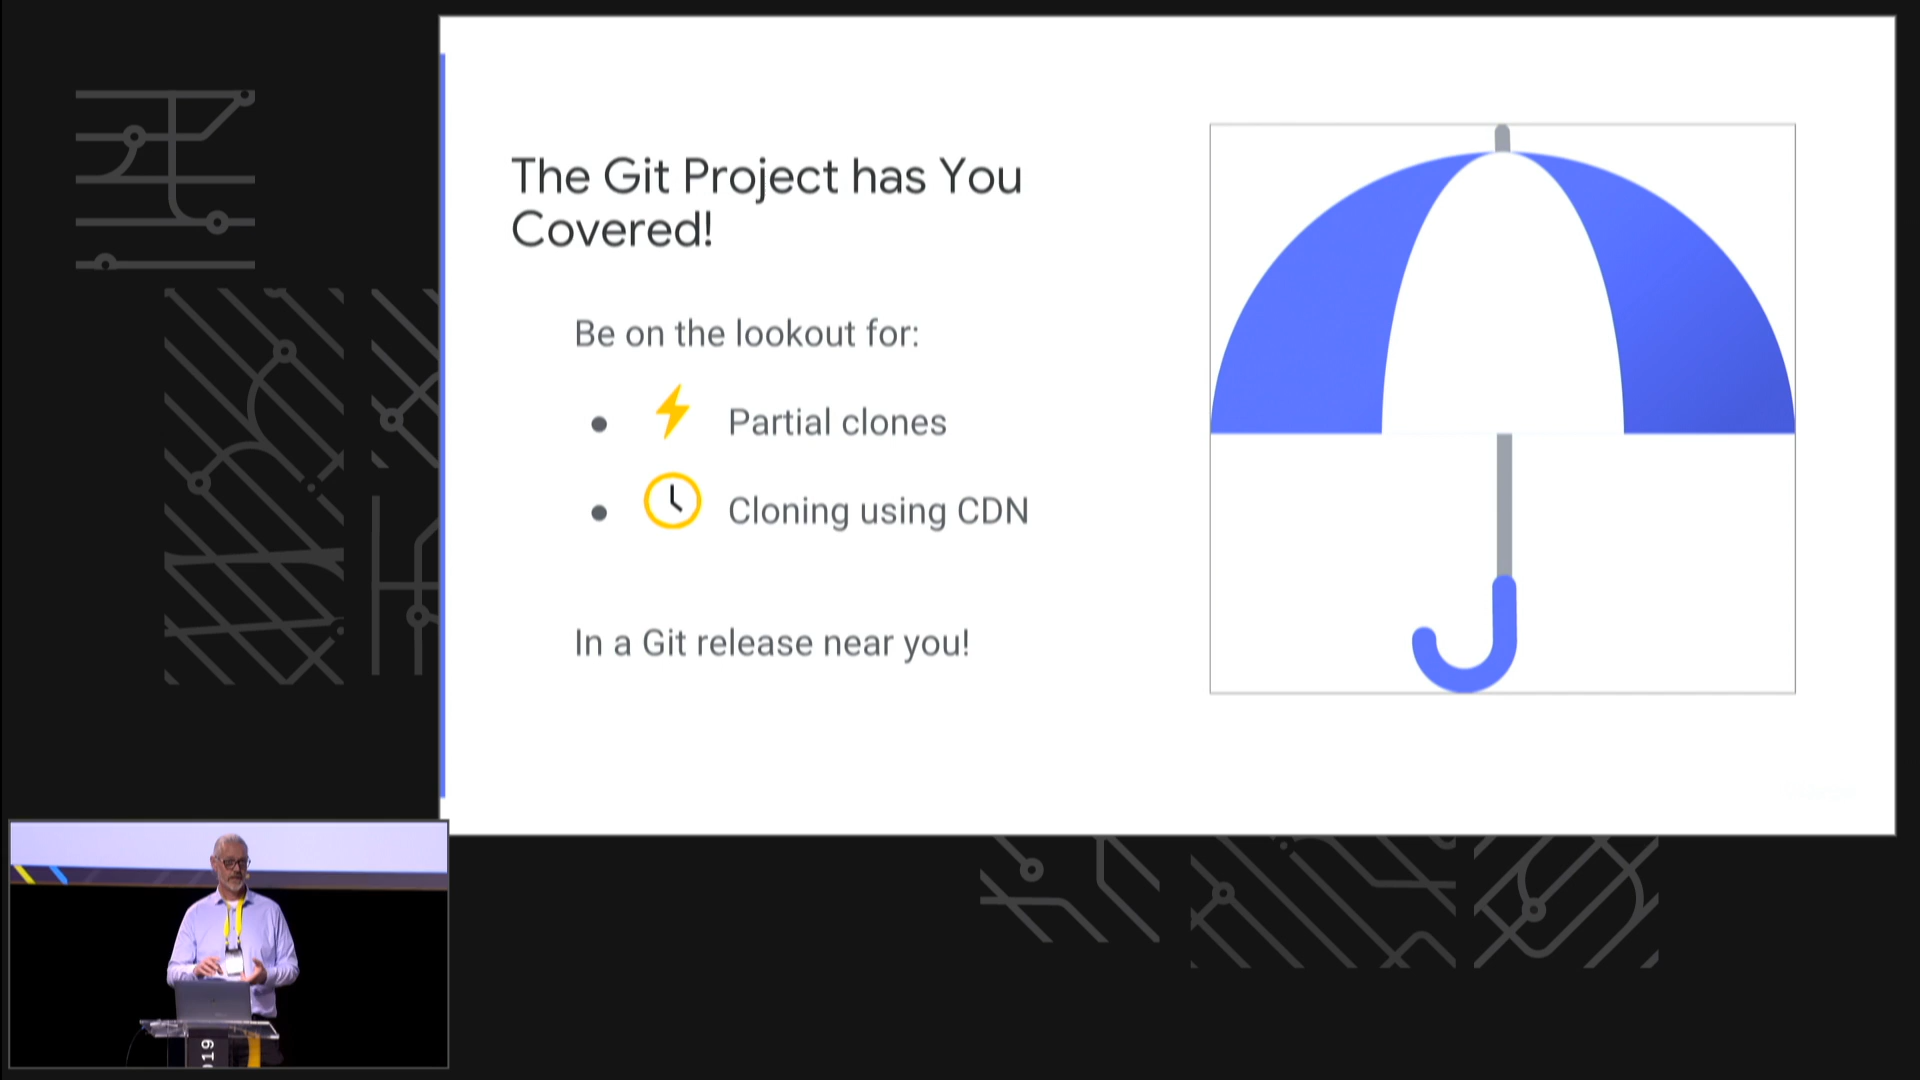 The Git Project has You
Covered!
Be on the lookout for:
Partial clones
Cloning using CDN
In a Git release near you!